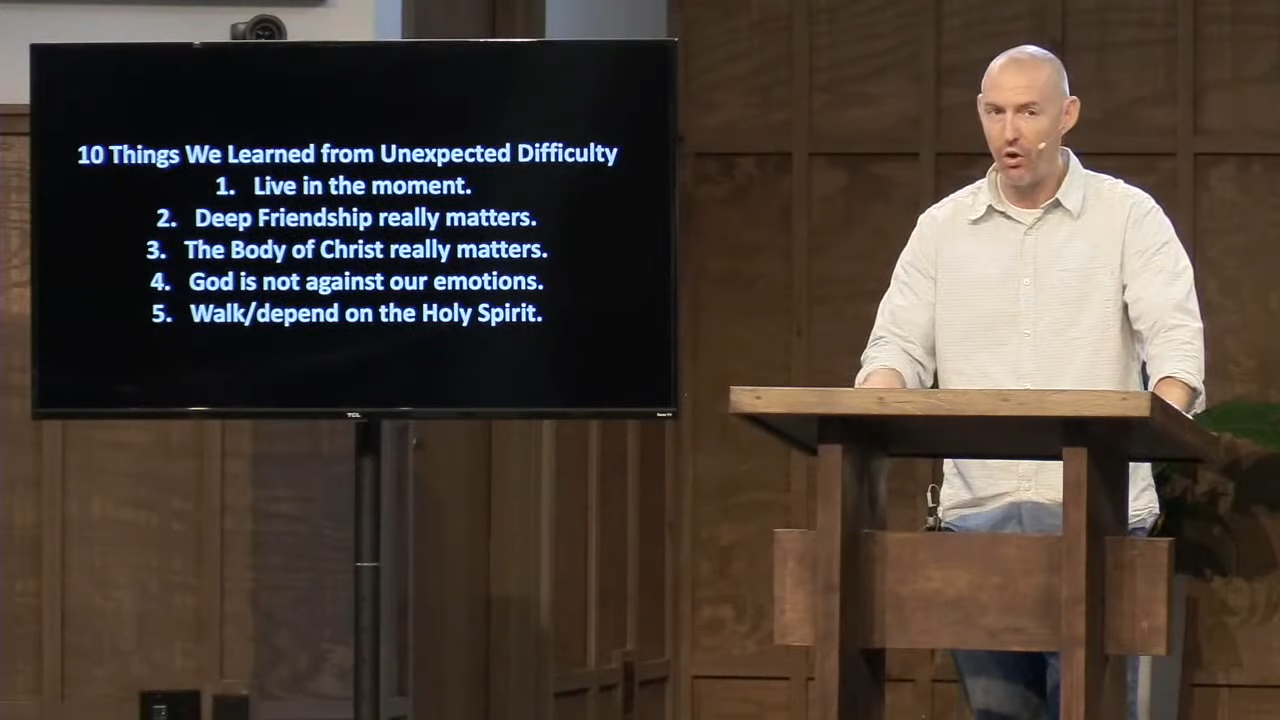 10 Things We Learned from Unexpected Difficulty
1. Live in the moment.
2. Deep Friendship really matters.
3. The Body of Christ really matters.
4. God is not against our emotions.
5. Walk/depend on the Holy Spirit.
TCL